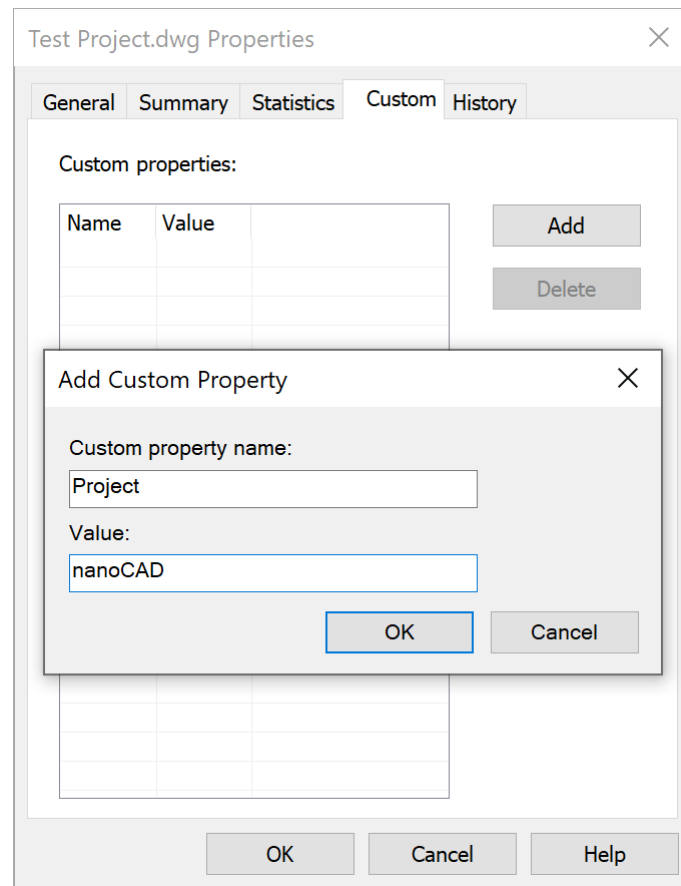 Test Project.dwg Properties
General Summary Statistics Custom History
Custom properties:
Name Value
Add
Delete
Add Custom Property
Custom property name:
Project
Value:
nanoCAD
OK Cancel
OK Cancel Help